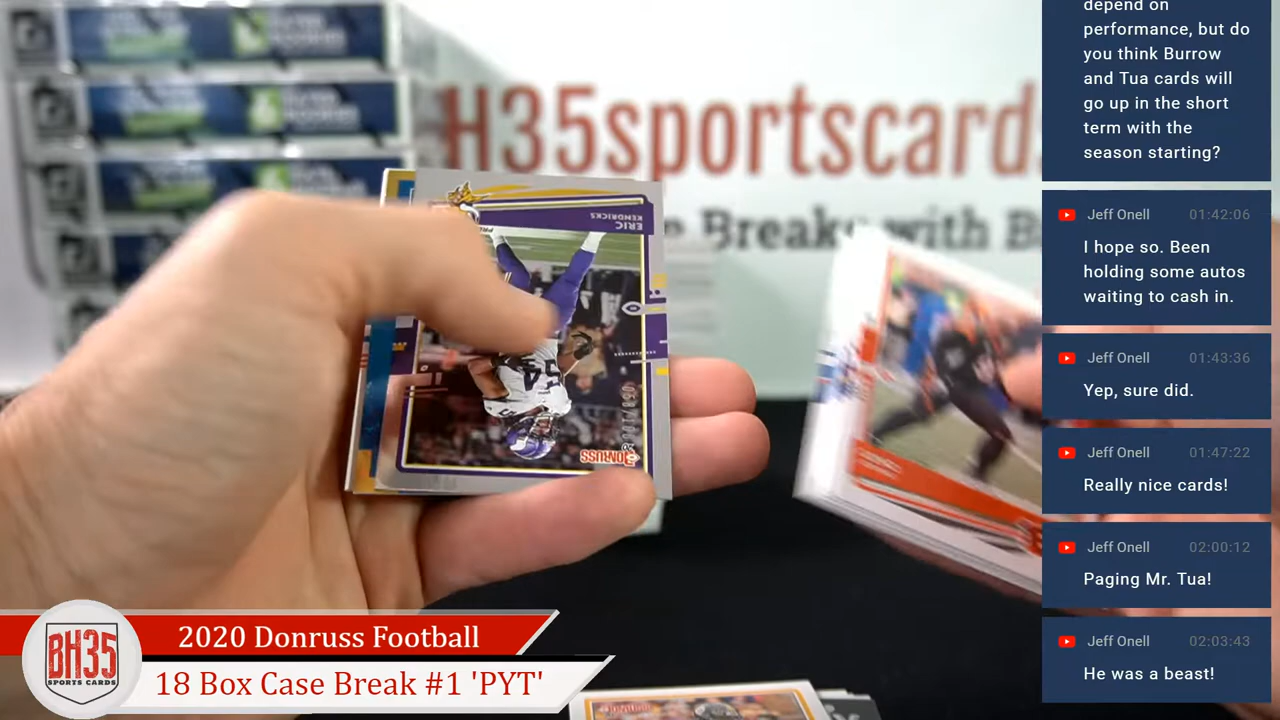 H35sportscards
e Breaks with B
ERIC
KENDRICKS
54
DONRUSS
BH35
SPORTS CARDS
2020 Donruss Football
18 Box Case Break #1 'PYT'
depend on
performance, but do
you think Burrow
and Tua cards will
go up in the short
term with the
season starting?
Jeff Onell 01:42:06
I hope so. Been
holding some autos
waiting to cash in.
Jeff Onell 01:43:36
Yep, sure did.
Jeff Onell 01:47:22
Really nice cards!
Jeff Onell 02:00:12
Paging Mr. Tua!
Jeff Onell 02:03:43
He was a beast!